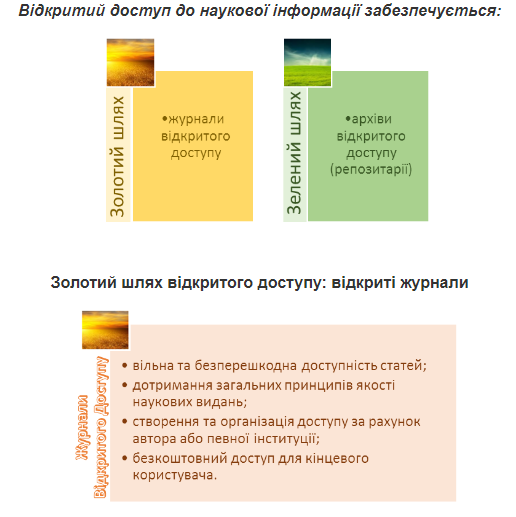 Відкритий доступ до наукової інформації забезпечується:
Золотий шлях
•журнали
відкритого
доступу
Зелений шлях
•архіви
відкритого
доступу
(репозитарії)
Золотий шлях відкритого доступу: відкриті журнали
Журнали
Відкритого Доступу
• вільна та безперешкодна доступність статей;
• дотримання загальних принципів якості
наукових видань;
• створення та організація доступу за рахунок
автора або певної інституції;
• безкоштовний доступ для кінцевого
користувача.